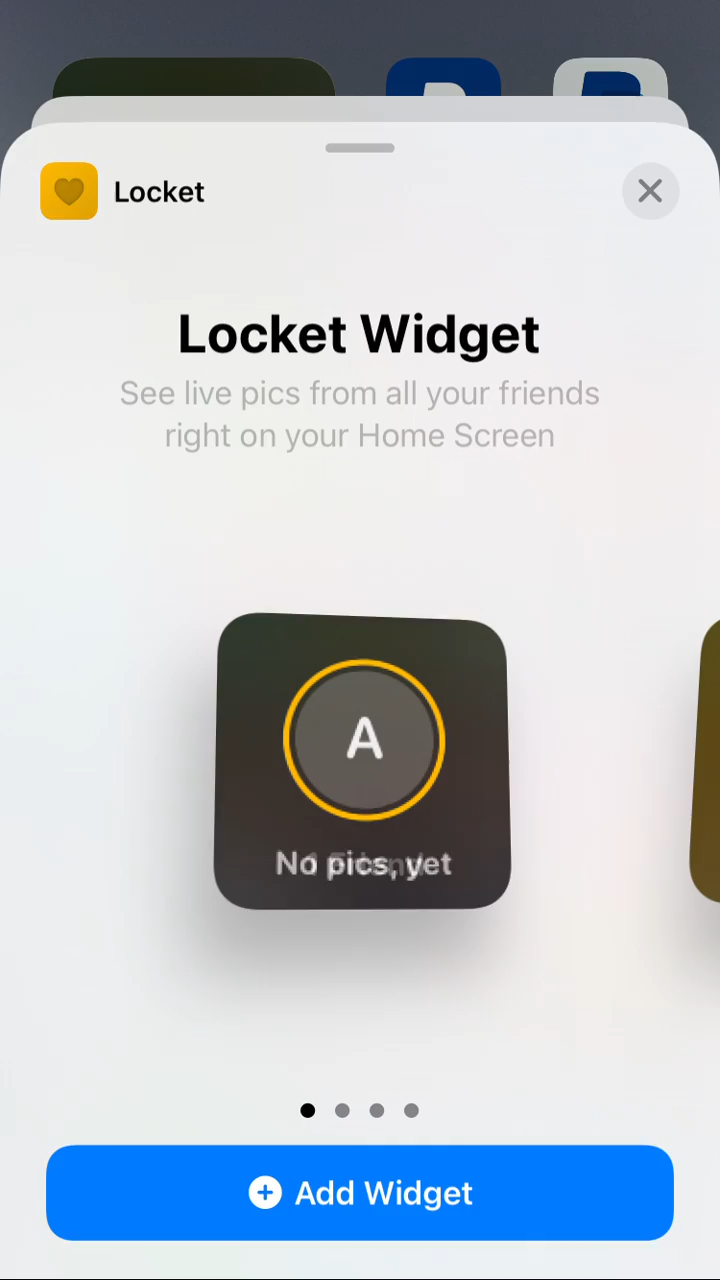 Locket
Locket Widget
See live pics from all your friends
right on your Home Screen
A
No pics, yet
Add Widget